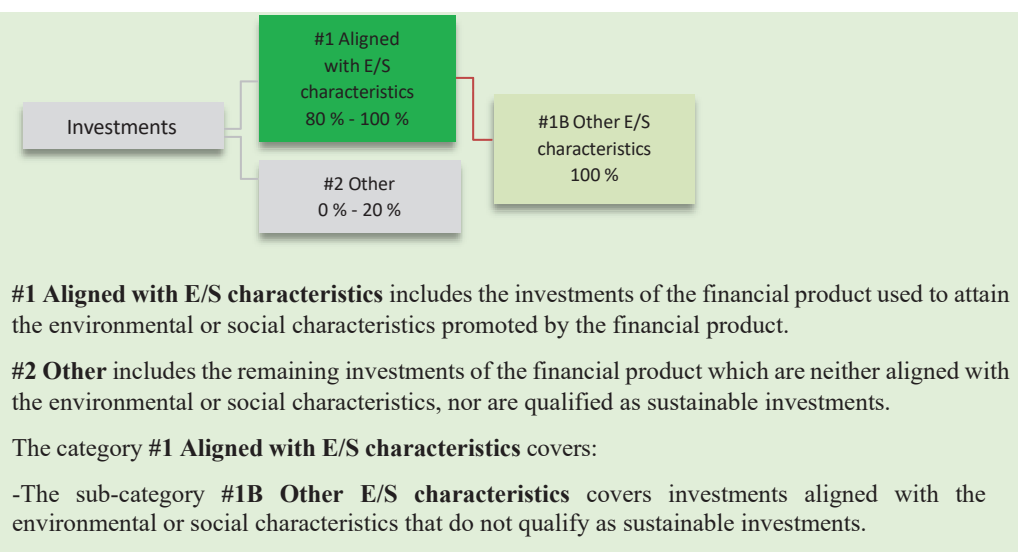 #1 Aligned
with E/S
characteristics
80 % - 100 %
Investments
#1B Other E/S
characteristics
100 %
#2 Other
0 % - 20 %
#1 Aligned with E/S characteristics includes the investments of the financial product used to attain
the environmental or social characteristics promoted by the financial product.
#2 Other includes the remaining investments of the financial product which are neither aligned with
the environmental or social characteristics, nor are qualified as sustainable investments.
The category #1 Aligned with E/S characteristics covers:
-The sub-category #1B Other E/S characteristics covers investments aligned with the
environmental or social characteristics that do not qualify as sustainable investments.